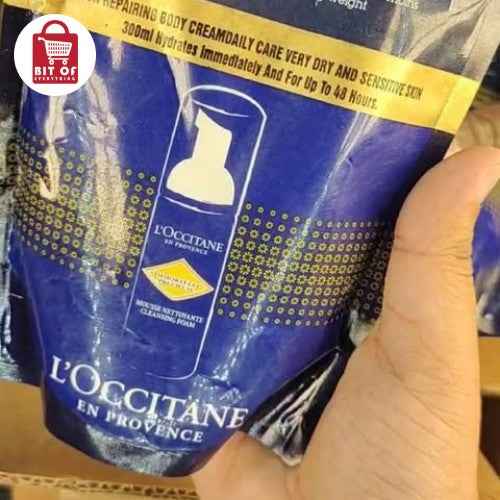 BIT OF
EVERYTHING
weight
REPAIRING BODY CREAMDAILY CARE VERY DRY AND SENSITIVE SKIN
300ml Hydrates Immediately And For Up To 48 Hours.
L'OCCITANE
EN PROVENCE
MOUSSE NETTOYANTE
CLEANSING FOAM
L'OCCITANE
EN PROVENCE